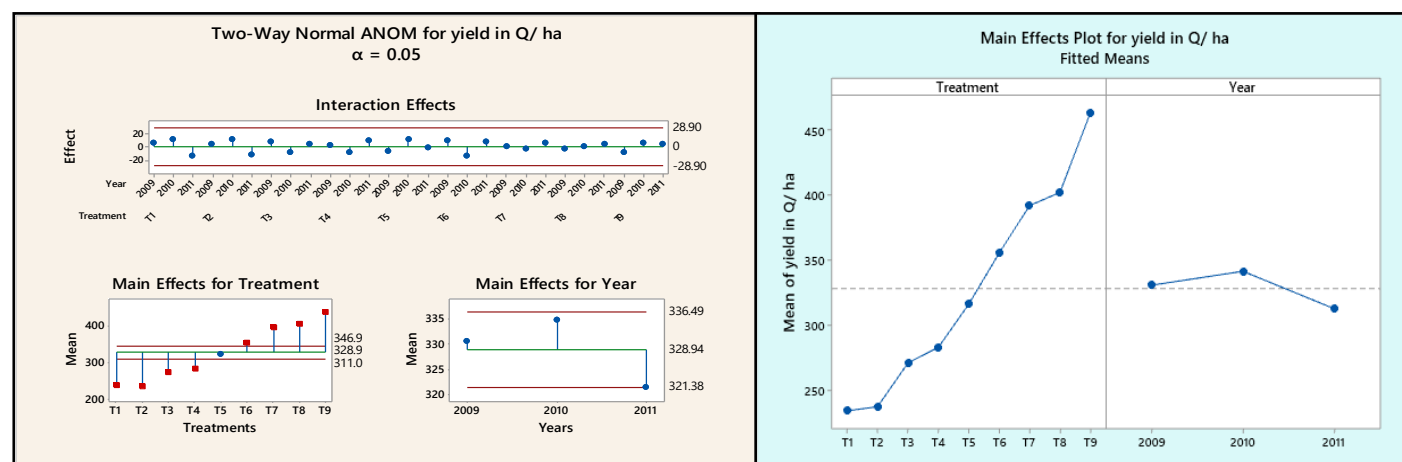 Two-Way Normal ANOM for yield in Q/ ha
α = 0.05
Interaction Effects
Effect
20
0
-20
28.90
0
-28.90
Year
2009 2010 2011 2009 2010 2011 2009 2010 2011 2009 2010 2011 2009 2010 2011 2009 2010 2011 2009 2010 2011 2009 2010 2011 2009 2010 2011
Treatment
T1 T2 T3 T4 T5 T6 T7 T8 T9
Main Effects for Treatment
Mean
400
300
200
346.9
328.9
311.0
T1 T2 T3 T4 T5 T6 T7 T8 T9
Treatments
Main Effects for Year
Mean
335
330
325
320
336.49
328.94
321.38
2009 2010 2011
Years
Main Effects Plot for yield in Q/ ha
Fitted Means
Treatment Year
Mean of yield in Q/ ha
450
400
350
300
250
T1 T2 T3 T4 T5 T6 T7 T8 T9 2009 2010 2011